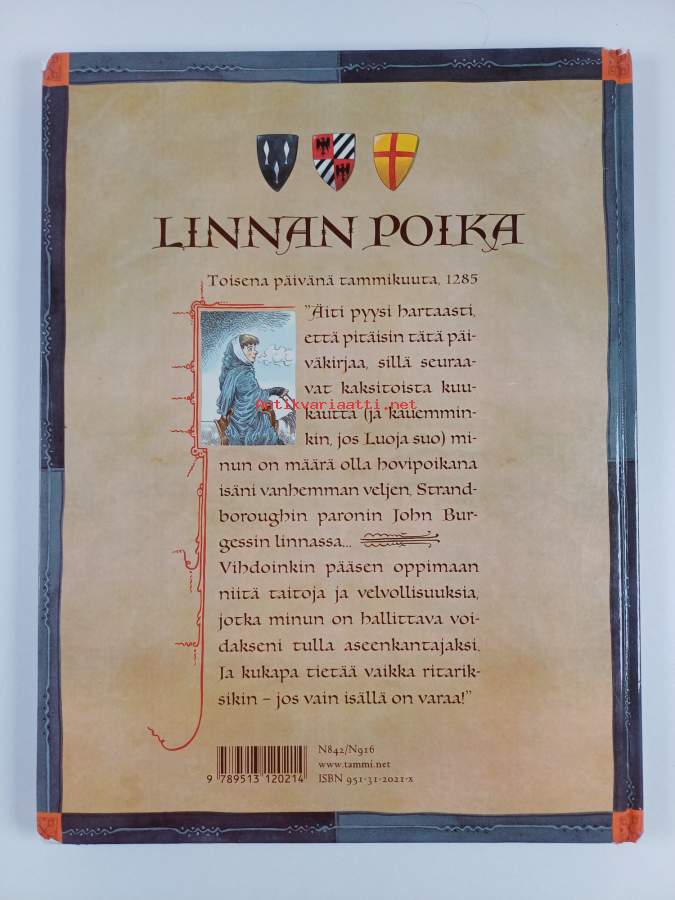 LINNAN POIKA
Toisena päivänä tammikuuta, 1285
"Äiti pyysi hartaasti,
että pitäisin tätä päi-
väkirjaa, sillä seuraa-
vat kaksitoista kuu-
Antikvariaatti.net
kautta (ja kauemmin-
kin, jos Luoja suo) mi-
nun on määrä olla hovipoikana
isäni vanhemman veljen, Strand-
boroughin paronin John Bur-
gessin linnassa...
Vihdoinkin pääsen oppimaan
niitä taitoja ja velvollisuuksia,
jotka minun on hallittava voi-
dakseni tulla aseenkantajaksi.
Ja kukapa tietää vaikka ritarik-
sikin – jos vain isällä on varaa!"
N842/N916
www.tammi.net
ISBN 951-31-2021-x
9 789513 120214